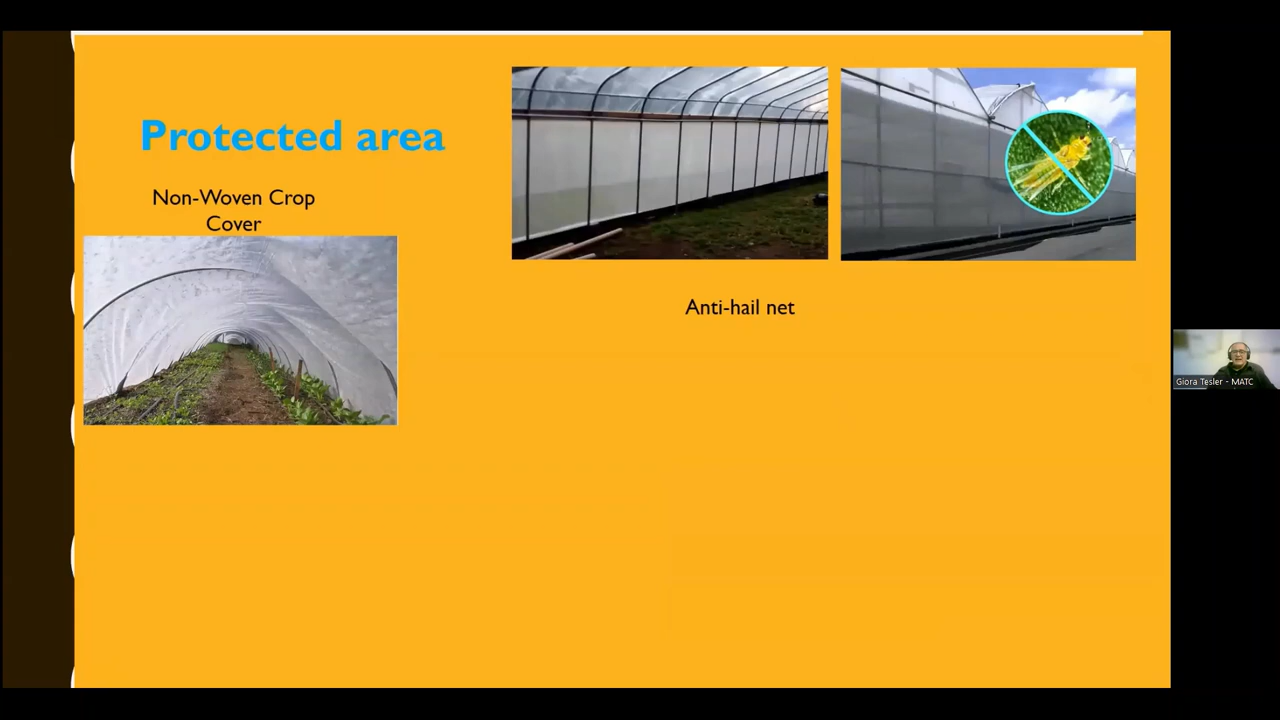 Protected area
Non-Woven Crop
Cover
Anti-hail net
Giora Tesler - MATC